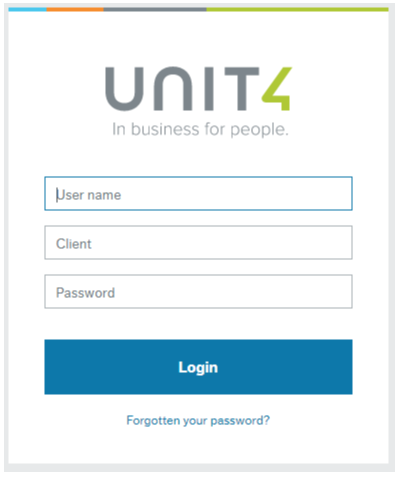 UNIT4
In business for people.
User name
Client
Password
Login
Forgotten your password?